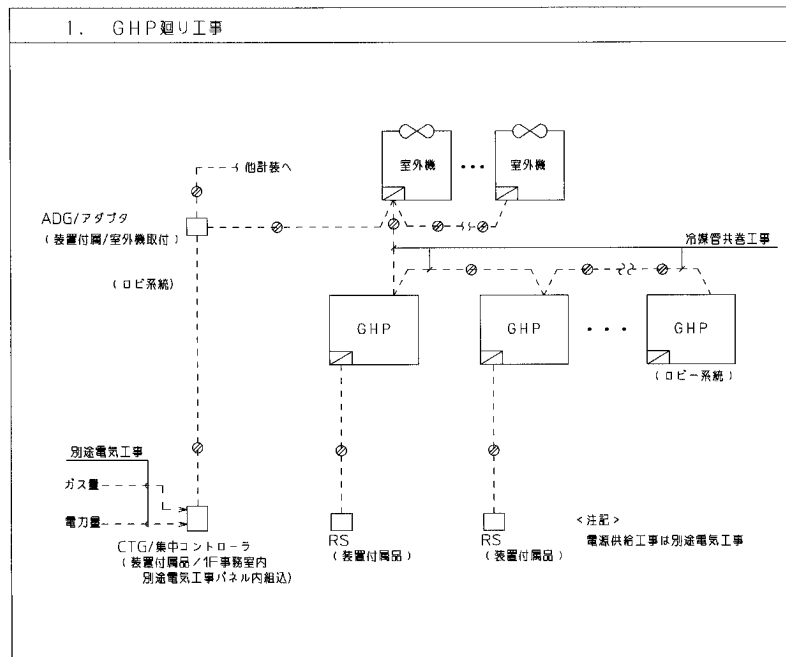 1. GHP廻り工事
室外機
室外機
他計装へ
ADG/アダプタ
(装置付属/室外機取付)
冷媒管共巻工事
(ロビ系統)
GHP
GHP
GHP
(ロビー系統)
別途電気工事
ガス量
電力量
CTG/集中コントローラ
(装置付属品/1F事務室内
別途電気工事パネル内組込)
RS
(装置付属品)
RS
(装置付属品)
<注記>
電源供給工事は別途電気工事